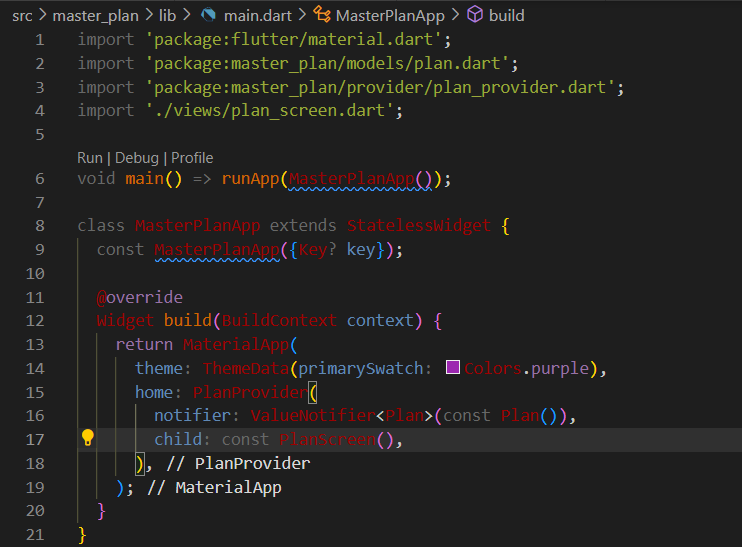 src > master_plan > lib > main.dart > MasterPlanApp > build
1 import 'package:flutter/material.dart';
2 import 'package:master_plan/models/plan.dart';
3 import 'package:master_plan/provider/plan_provider.dart';
4 import './views/plan_screen.dart';
5
Run | Debug | Profile
6 void main() => runApp(MasterPlanApp());
7
8 class MasterPlanApp extends StatelessWidget {
9   const MasterPlanApp({Key? key});
10
11   @override
12   Widget build(BuildContext context) {
13     return MaterialApp(
14       theme: ThemeData(primarySwatch: Colors.purple),
15       home: PlanProvider(
16         notifier: ValueNotifier<Plan>(const Plan()),
17         child: const PlanScreen(),
18       ), // PlanProvider
19     ); // MaterialApp
20   }
21 }